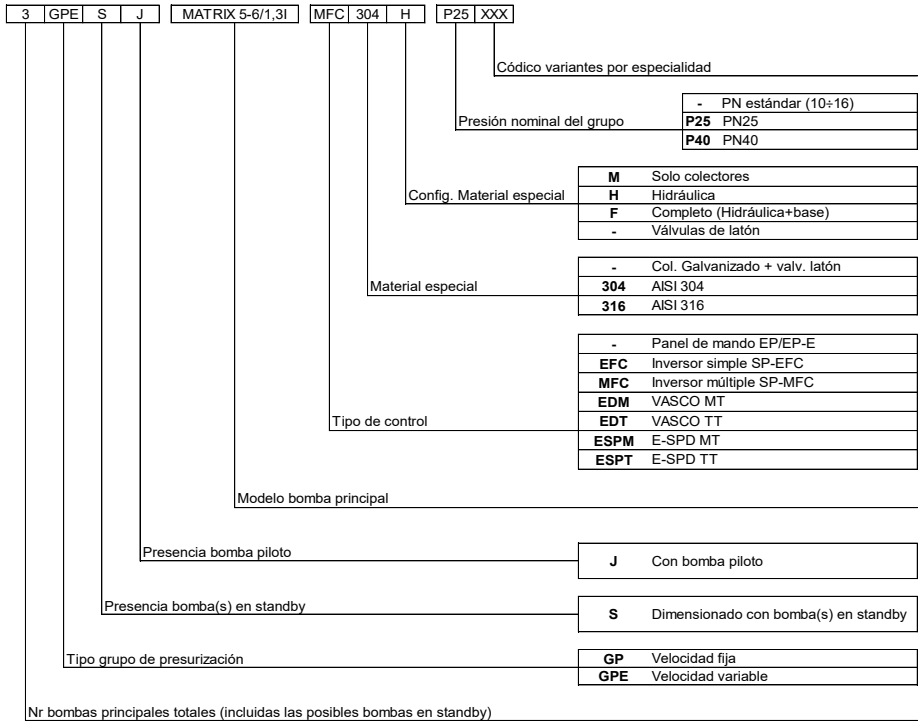 3 GPE S J MATRIX 5-6/1,3I MFC 304 H P25 XXX
Códico variantes por especialidad
- PN estándar (10÷16)
Presión nominal del grupo P25 PN25
P40 PN40
M Solo colectores
Config. Material especial H Hidráulica
F Completo (Hidráulica+base)
- Válvulas de latón
- Col. Galvanizado + valv. latón
Material especial 304 AISI 304
316 AISI 316
- Panel de mando EP/EP-E
EFC Inversor simple SP-EFC
MFC Inversor múltiple SP-MFC
EDM VASCO MT
Tipo de control EDT VASCO TT
ESPM E-SPD MT
ESPT E-SPD TT
Modelo bomba principal
Presencia bomba piloto J Con bomba piloto
Presencia bomba(s) en standby S Dimensionado con bomba(s) en standby
Tipo grupo de presurización GP Velocidad fija
GPE Velocidad variable
Nr bombas principales totales (incluidas las posibles bombas en standby)